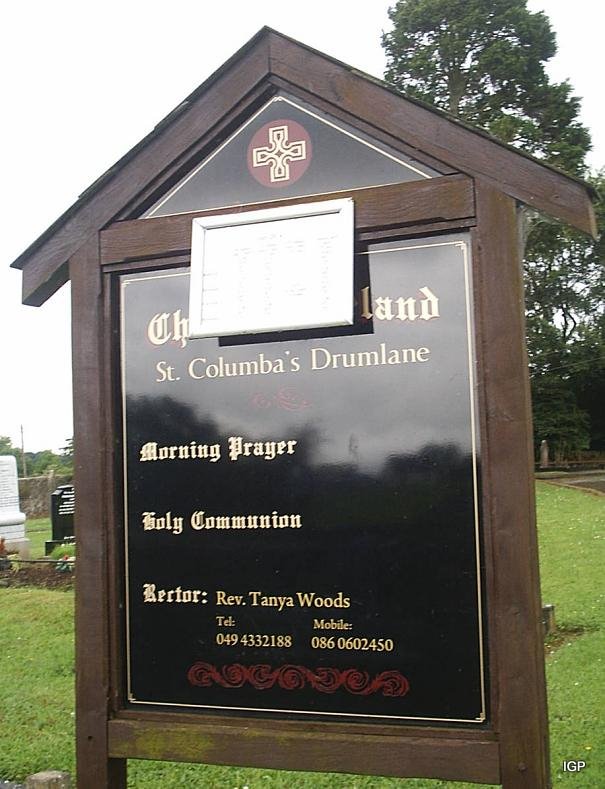 Ch land
St. Columba's Drumlane
Morning Prayer
Holy Communion
Rector: Rev. Tanya Woods
Tel: Mobile:
049 4332188 086 0602450
IGP